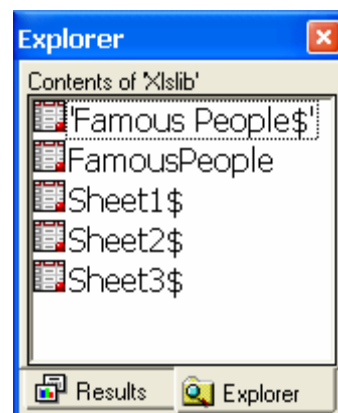 Explorer
Contents of 'Xlslib'
'Famous People$'
FamousPeople
Sheet1$
Sheet2$
Sheet3$
Results Explorer